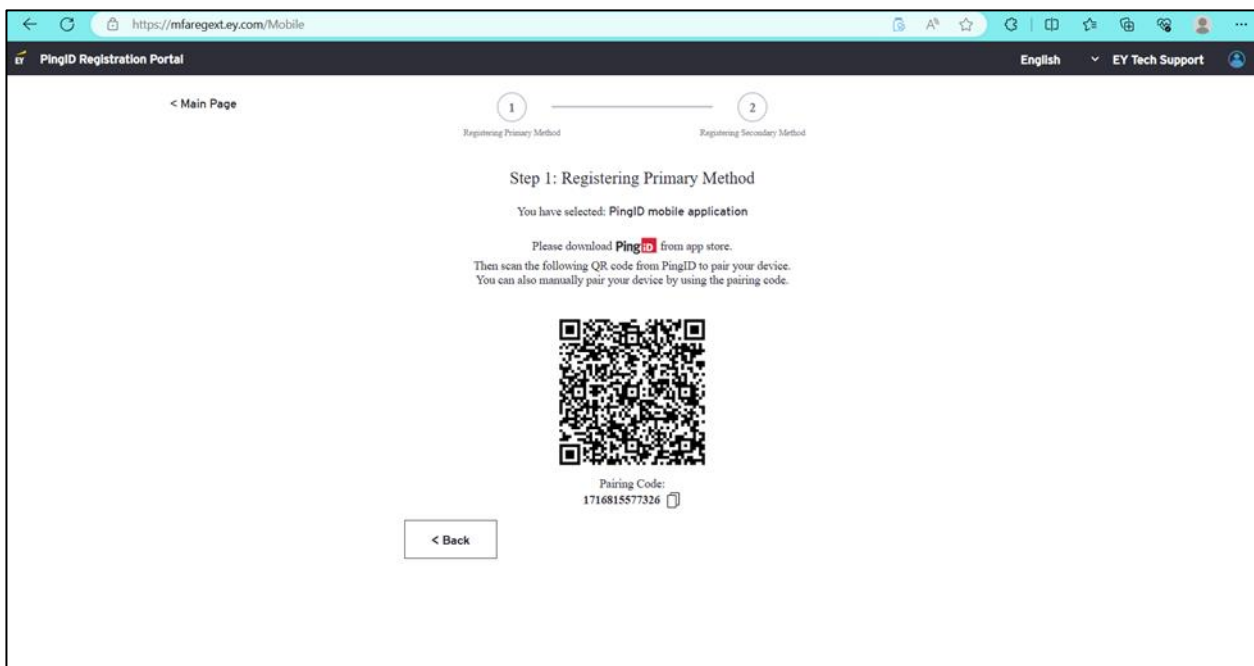 https://mfaregext.ey.com/Mobile
EY PingID Registration Portal
English
EY Tech Support
< Main Page
1
2
Registering Primary Method
Registering Secondary Method
Step 1: Registering Primary Method
You have selected: PingID mobile application
Please download PingID from app store.
Then scan the following QR code from PingID to pair your device.
You can also manually pair your device by using the pairing code.
Pairing Code:
1716815577326
< Back